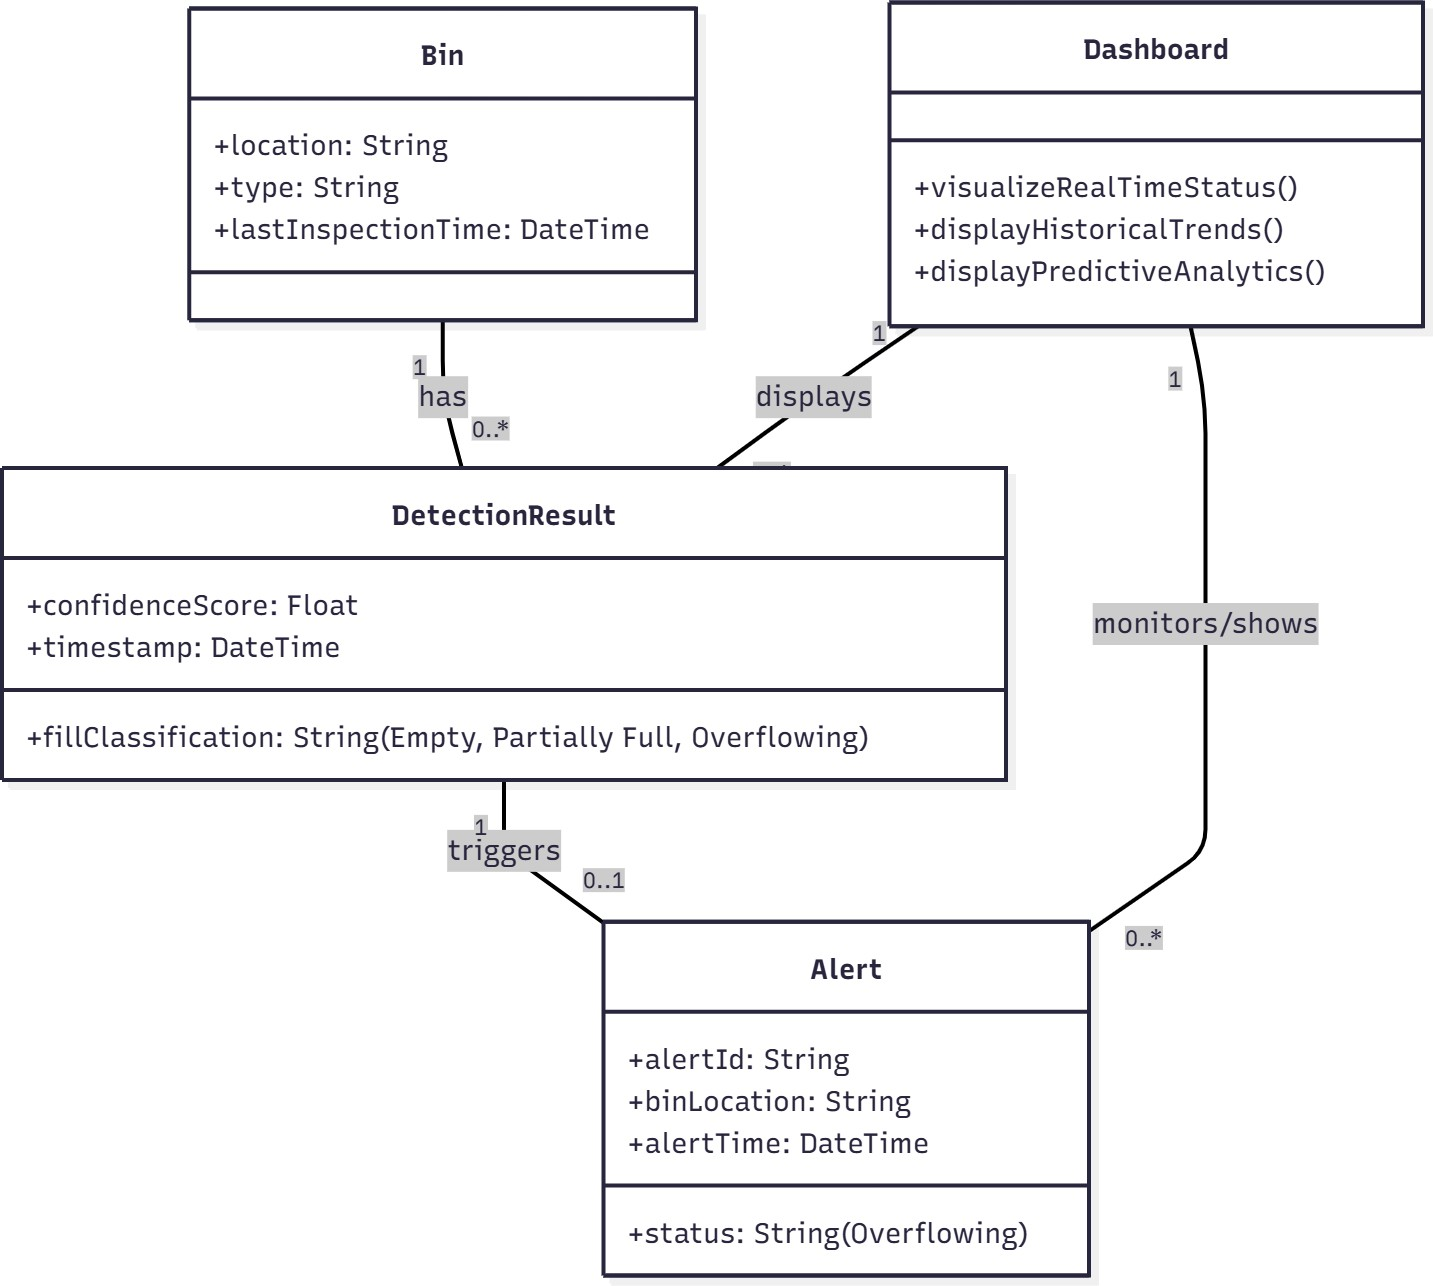 Bin
+location: String
+type: String
+lastInspectionTime: DateTime
Dashboard
+visualizeRealTimeStatus()
+displayHistoricalTrends()
+displayPredictiveAnalytics()
1
has
0..*
1
displays
1
monitors/shows
0..*
DetectionResult
+confidenceScore: Float
+timestamp: DateTime
+fillClassification: String(Empty, Partially Full, Overflowing)
1
triggers
0..1
Alert
+alertId: String
+binLocation: String
+alertTime: DateTime
+status: String(Overflowing)